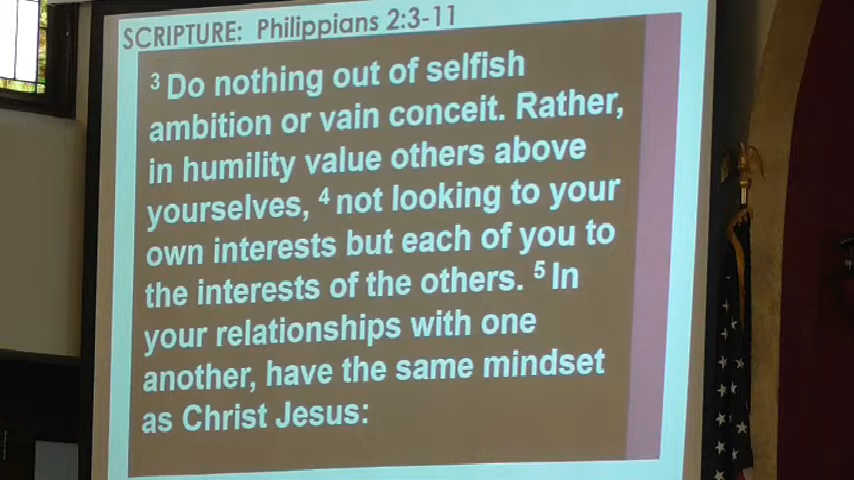 SCRIPTURE: Philippians 2:3-11
3 Do nothing out of selfish
ambition or vain conceit. Rather,
in humility value others above
yourselves, 4 not looking to your
own interests but each of you to
the interests of the others. 5 In
your relationships with one
another, have the same mindset
as Christ Jesus: